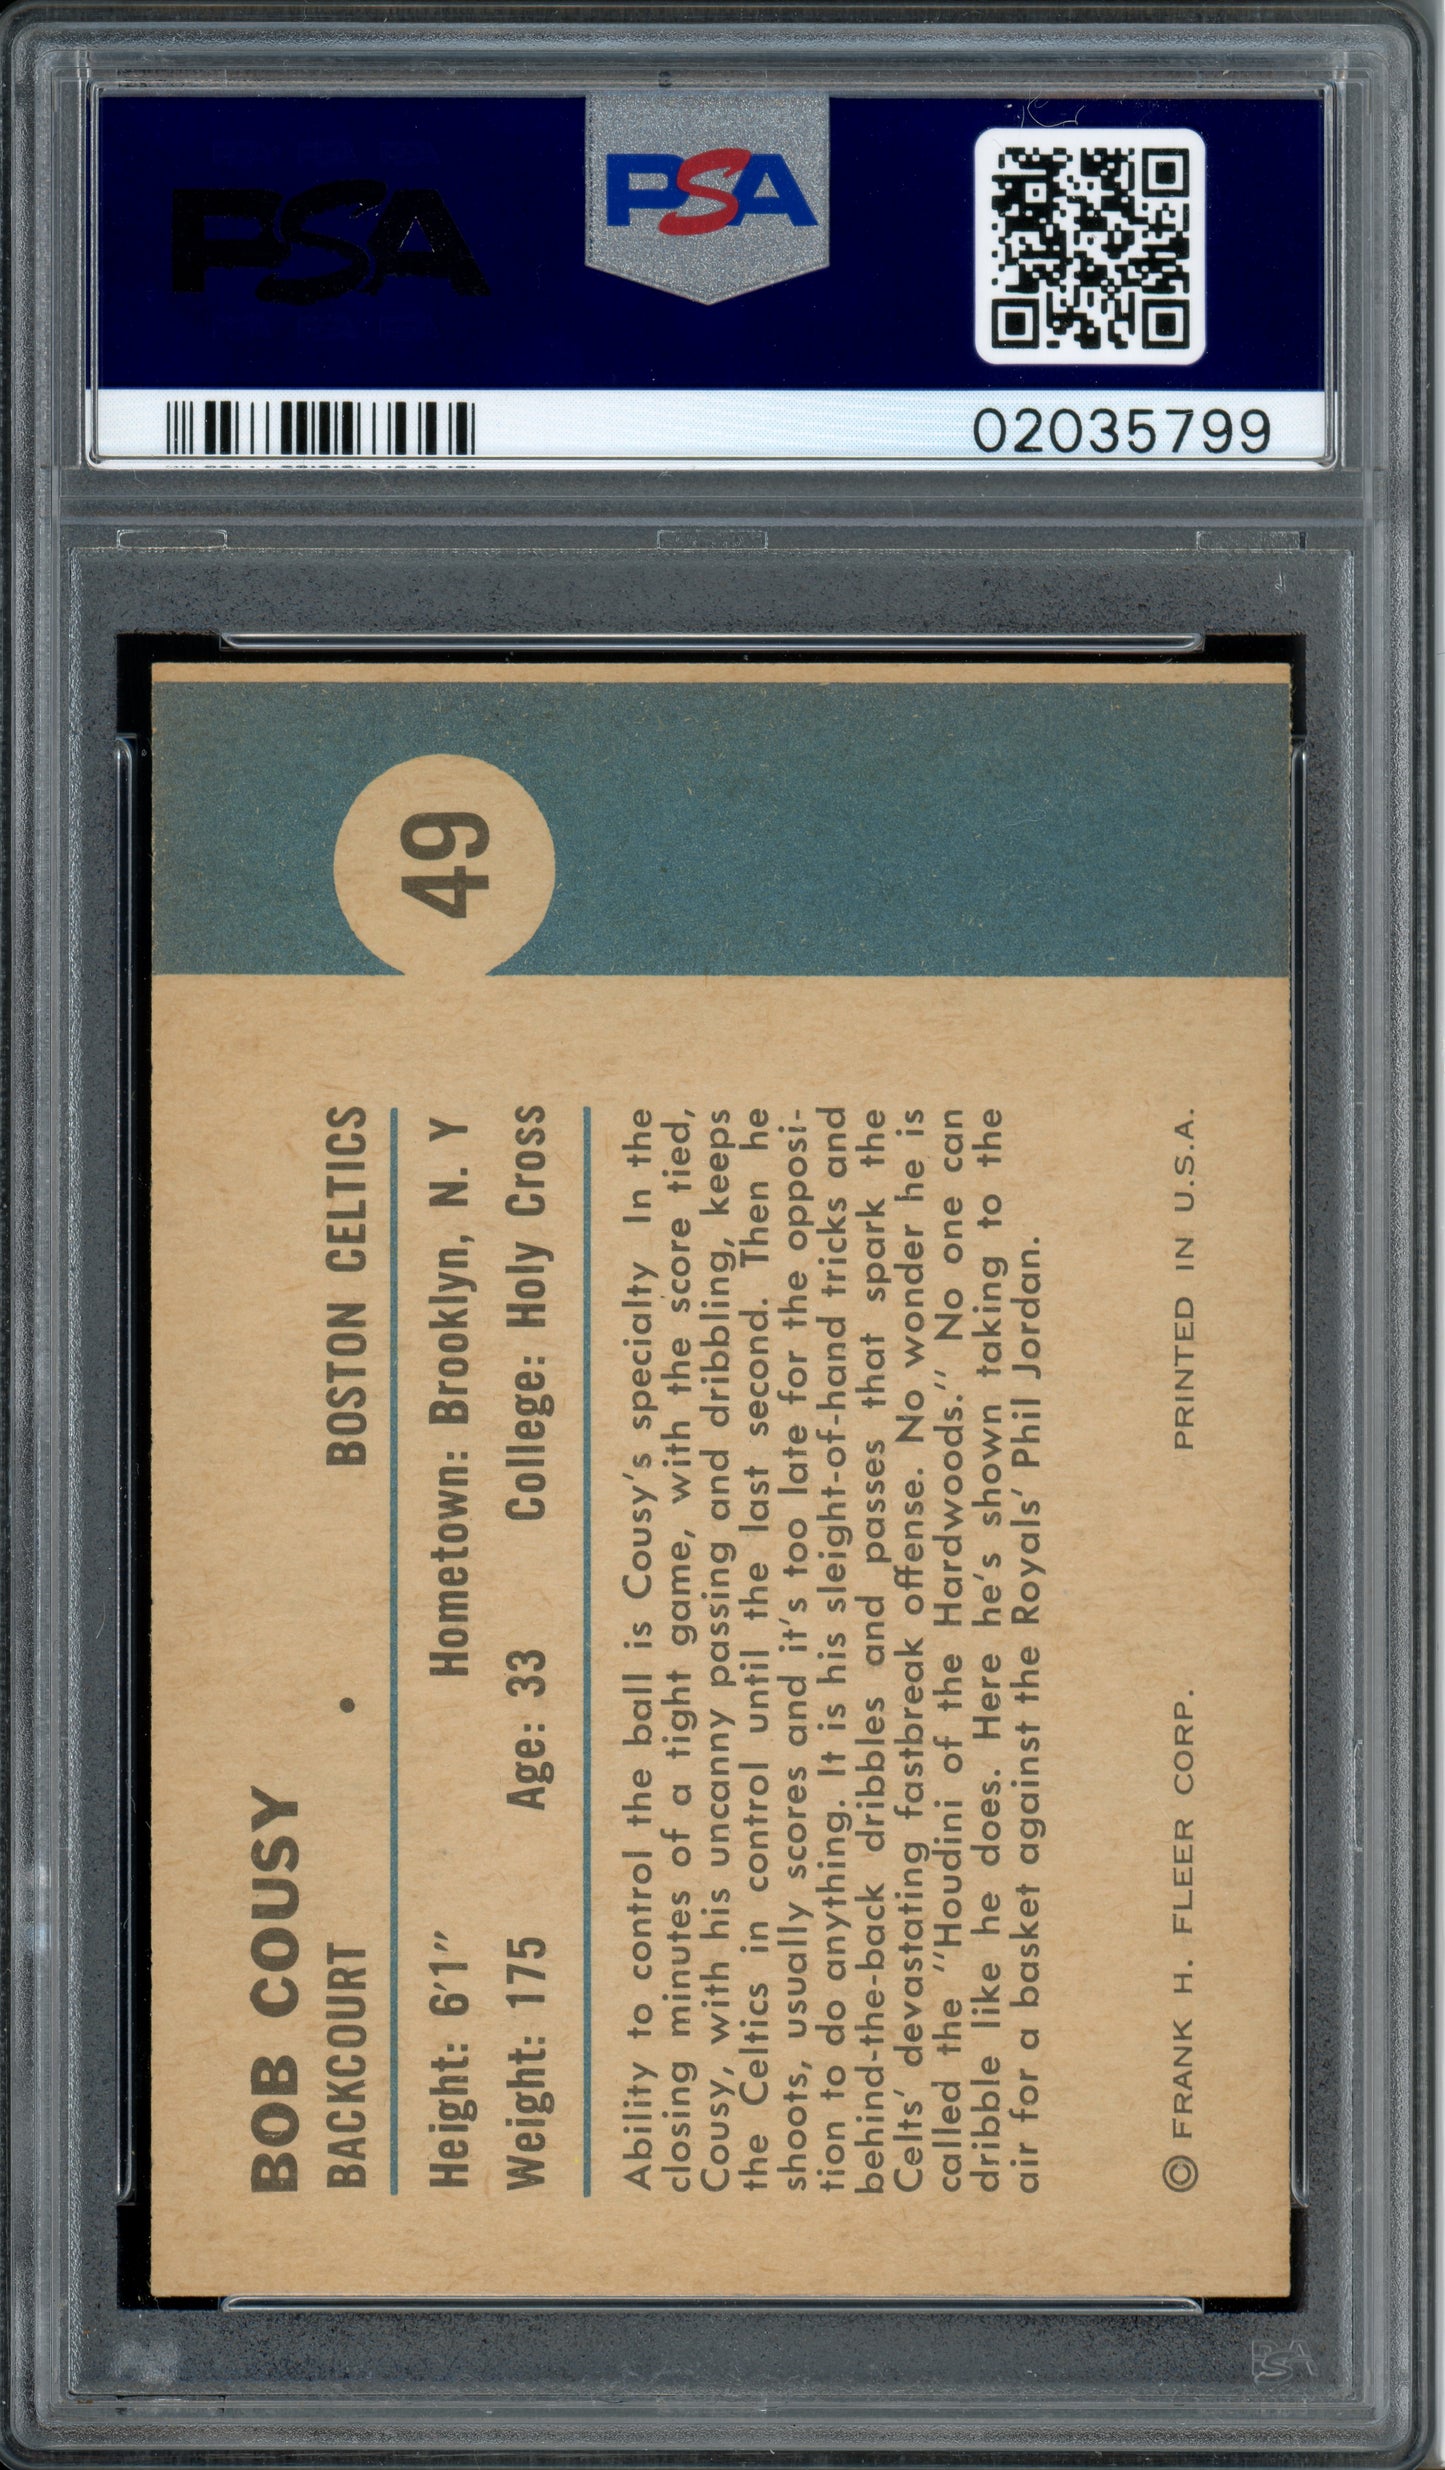 PSA
PSA
02035799
49
BOB COUSY
BACKCOURT • BOSTON CELTICS
Height: 6'1" Hometown: Brooklyn, N. Y
Weight: 175 Age: 33 College: Holy Cross
Ability to control the ball is Cousy's specialty In the
closing minutes of a tight game, with the score tied,
Cousy, with his uncanny passing and dribbling, keeps
the Celtics in control until the last second. Then he
shoots, usually scores and it's too late for the opposi-
tion to do anything. It is his sleight-of-hand tricks and
behind-the-back dribbles and passes that spark the
Celts' devastating fastbreak offense. No wonder he is
called the "Houdini of the Hardwoods." No one can
dribble like he does. Here he's shown taking to the
air for a basket against the Royals' Phil Jordan.
© FRANK H. FLEER CORP. PRINTED IN U.S.A.
PSA